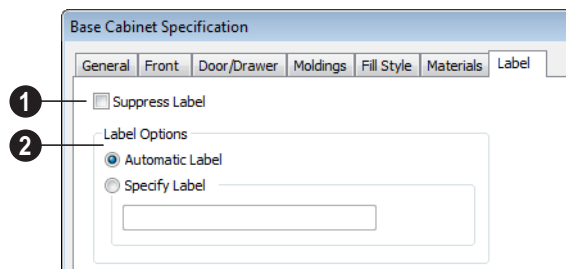 Base Cabinet Specification
General Front Door/Drawer Moldings Fill Style Materials Label
1 Suppress Label
2 Label Options
Automatic Label
Specify Label